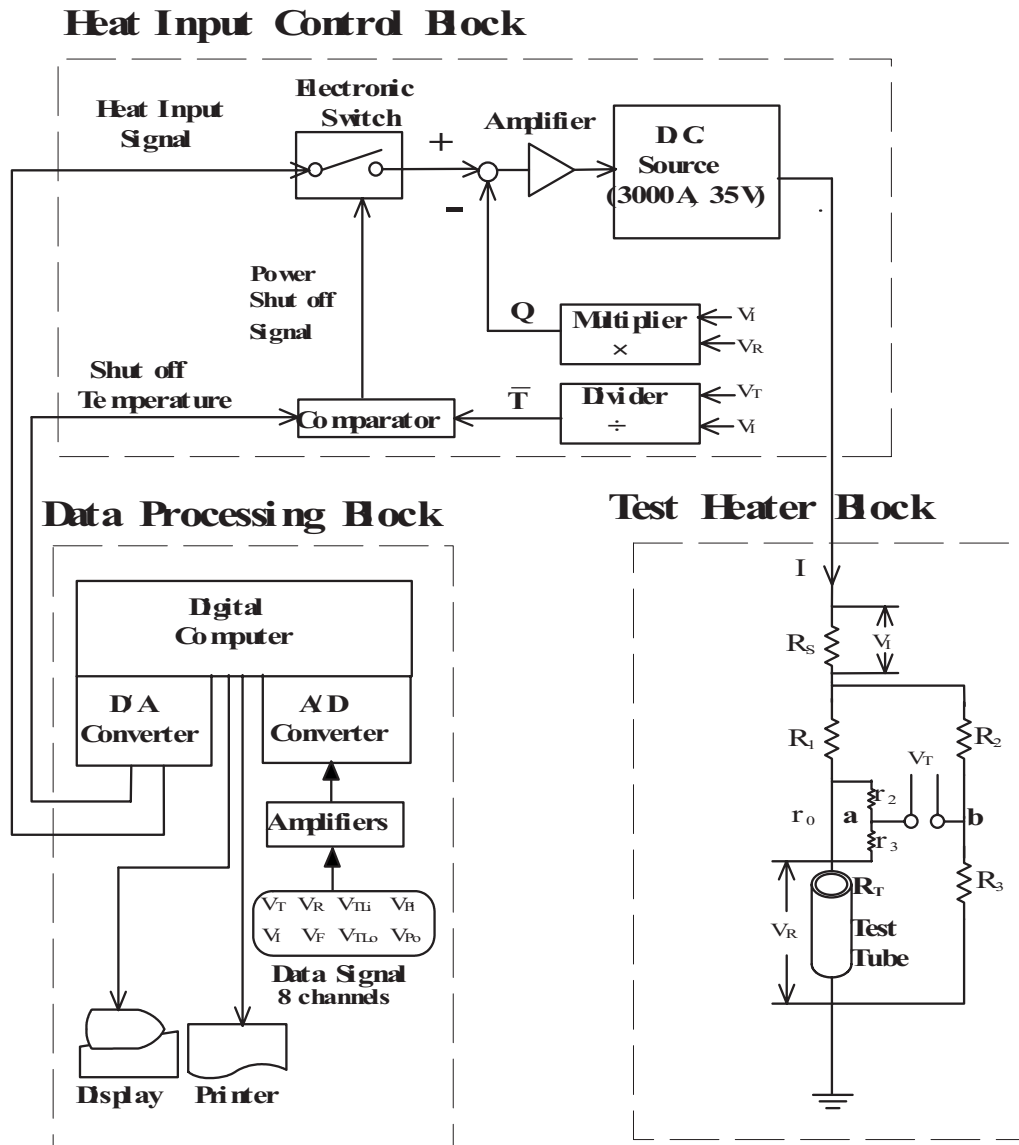 Heat Input Control Block
Heat Input
Signal
Electronic
Switch
+
-
Amplifier
D.C.
Source
(3000A, 35V)
Power
Shut off
Signal
Q
Multiplier
×
VI
VR
Shut off
Temperature
Comparator
T̅
Divider
÷
VT
VI
Data Processing Block
Digital
Computer
D/A
Converter
A/D
Converter
Amplifiers
VT VR VTLi VPi
VI VF VTLo VPo
Data Signal
8 channels
Display
Printer
Test Heater Block
I
RS
VI
R1
R2
VT
r2
r0
a
b
r3
R3
RT
VR
Test
Tube